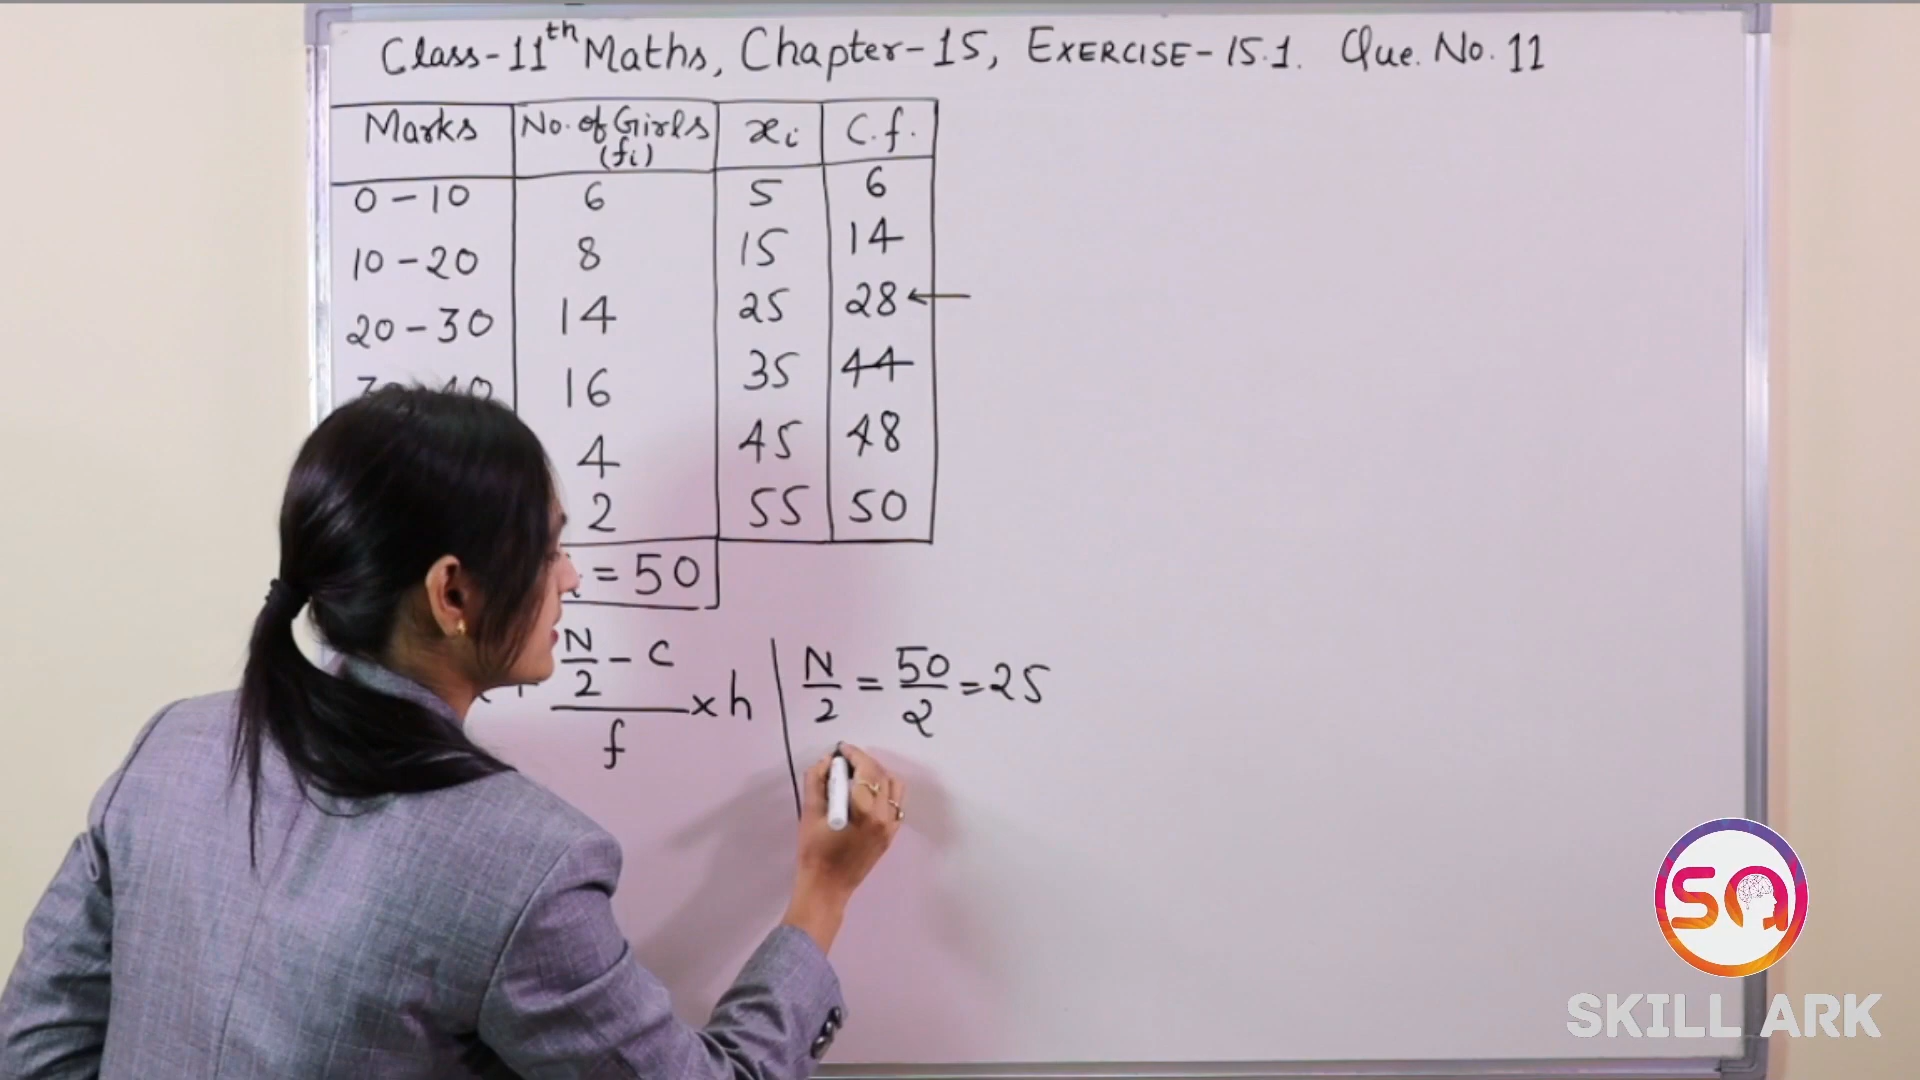 Class-11th Maths, Chapter-15, EXERCISE-15.1. Que. No. 11
Marks No. of Girls (fi) xi C.f.
0-10 6 5 6
10-20 8 15 14
20-30 14 25 28 ←
16 35 44
4 45 48
2 55 50
= 50
N/2 - C
f
× h
N/2 = 50/2 = 25
SA
SKILL ARK